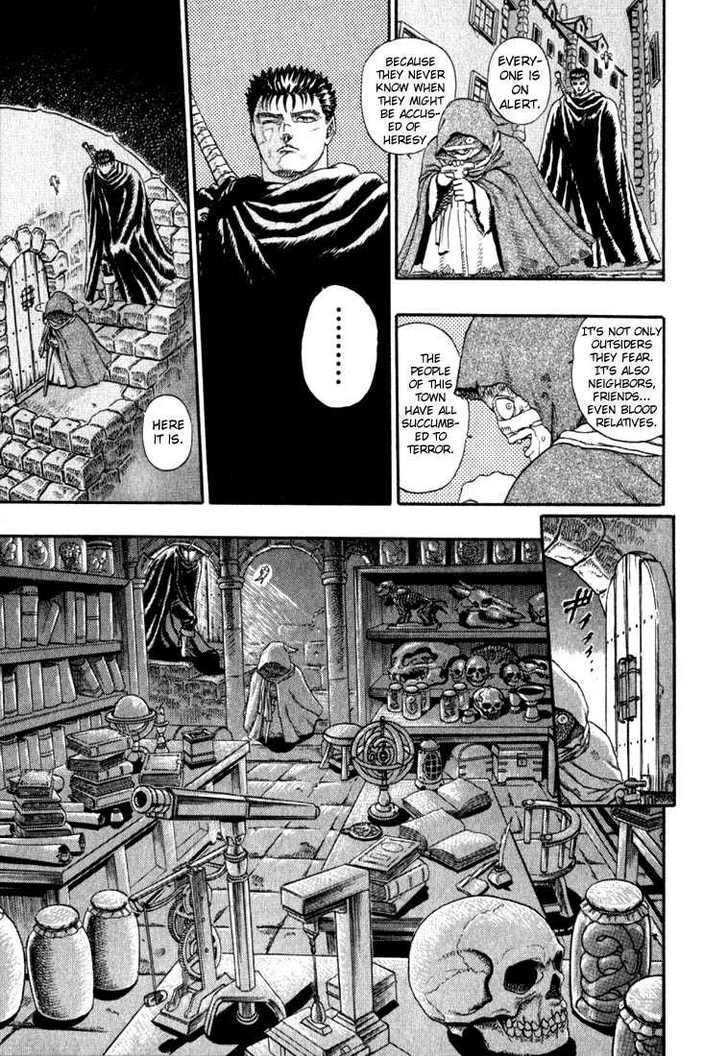 EVERY-
ONE IS
ON
ALERT.
BECAUSE
THEY NEVER
KNOW WHEN
THEY MIGHT
BE ACCUS-
ED OF
HERESY
IT'S NOT ONLY
OUTSIDERS
THEY FEAR.
IT'S ALSO
NEIGHBORS,
FRIENDS...
EVEN BLOOD
RELATIVES.
THE
PEOPLE
OF THIS
TOWN
HAVE ALL
SUCCUMB-
ED TO
TERROR.
.........
HERE
IT IS.